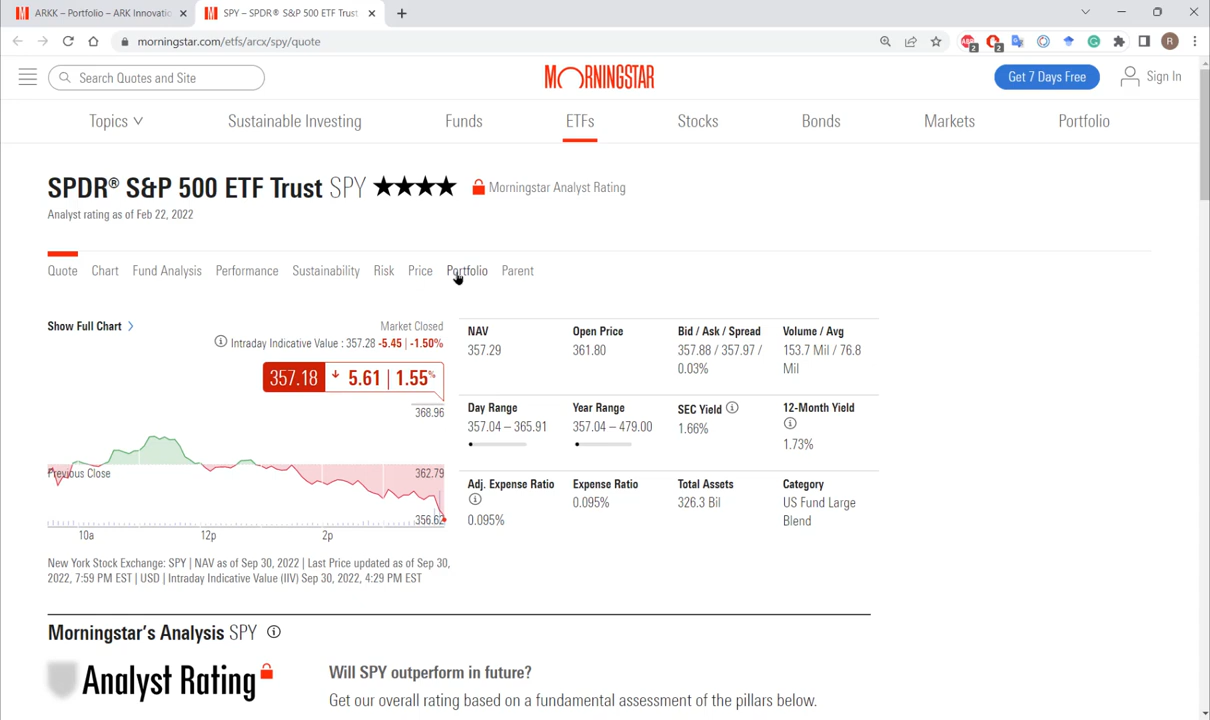 ARKK – Portfolio – ARK Innovatio
SPY – SPDR® S&P 500 ETF Trust
morningstar.com/etfs/arcx/spy/quote
2
2
R
Search Quotes and Site
MORNINGSTAR
Get 7 Days Free
Sign In
Topics
Sustainable Investing
Funds
ETFs
Stocks
Bonds
Markets
Portfolio
SPDR® S&P 500 ETF Trust SPY ★★★★ Morningstar Analyst Rating
Analyst rating as of Feb 22, 2022
Quote
Chart
Fund Analysis
Performance
Sustainability
Risk
Price
Portfolio
Parent
Show Full Chart
Market Closed
Intraday Indicative Value : 357.28 -5.45 | -1.50%
357.18 5.61 | 1.55%
368.96
Previous Close
362.79
356.62
10a
12p
2p
New York Stock Exchange: SPY | NAV as of Sep 30, 2022 | Last Price updated as of Sep 30,
2022, 7:59 PM EST | USD | Intraday Indicative Value (IIV) Sep 30, 2022, 4:29 PM EST
NAV
357.29
Open Price
361.80
Bid / Ask / Spread
357.88 / 357.97 /
0.03%
Volume / Avg
153.7 Mil / 76.8
Mil
Day Range
357.04 – 365.91
Year Range
357.04 – 479.00
SEC Yield
1.66%
12-Month Yield
1.73%
Adj. Expense Ratio
0.095%
Expense Ratio
0.095%
Total Assets
326.3 Bil
Category
US Fund Large
Blend
Morningstar's Analysis SPY
Analyst Rating
Will SPY outperform in future?
Get our overall rating based on a fundamental assessment of the pillars below.